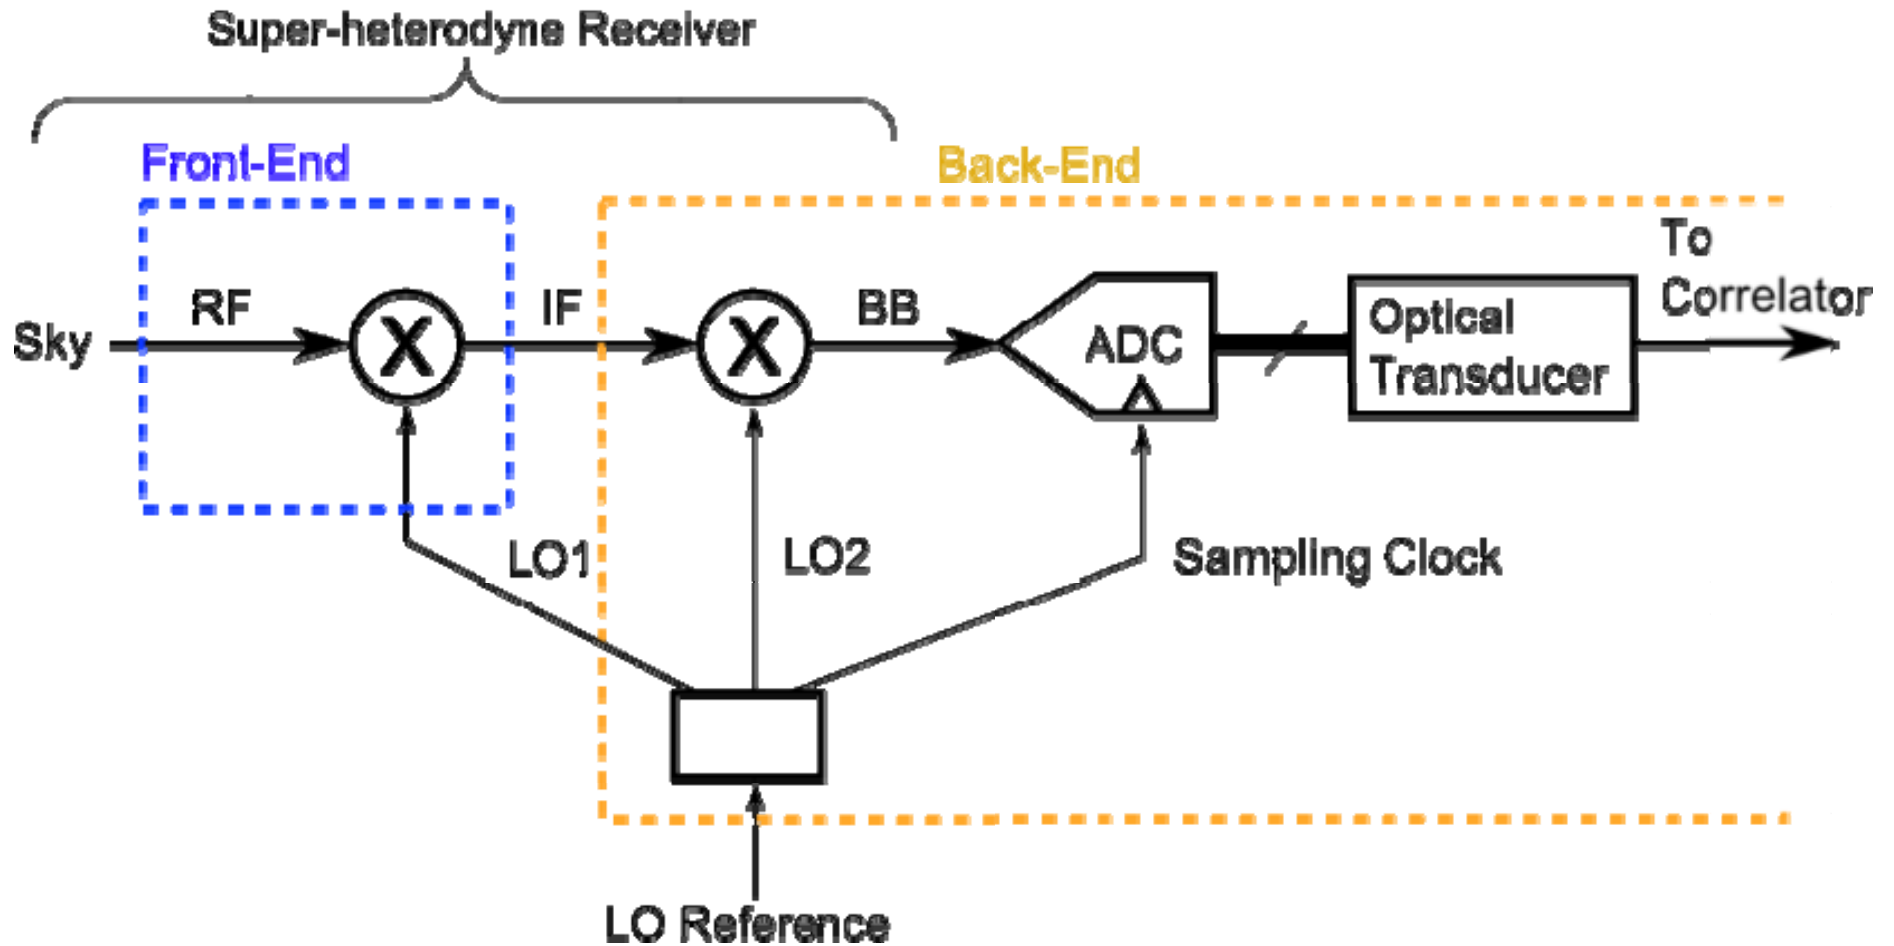 Super-heterodyne Receiver
Front-End
Back-End
Sky
RF
X
IF
X
BB
ADC
Optical
Transducer
To
Correlator
LO1
LO2
Sampling Clock
LO Reference